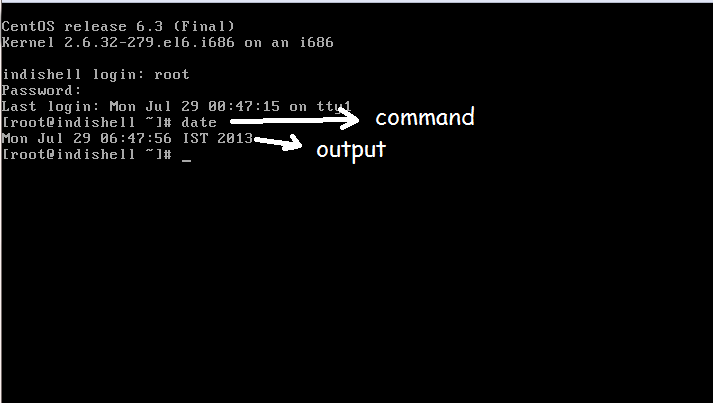 CentOS release 6.3 (Final)
Kernel 2.6.32-279.el6.i686 on an i686
indishell login: root
Password:
Last login: Mon Jul 29 00:47:15 on tty1
[root@indishell ~]# date
command
Mon Jul 29 06:47:56 IST 2013
output
[root@indishell ~]# _